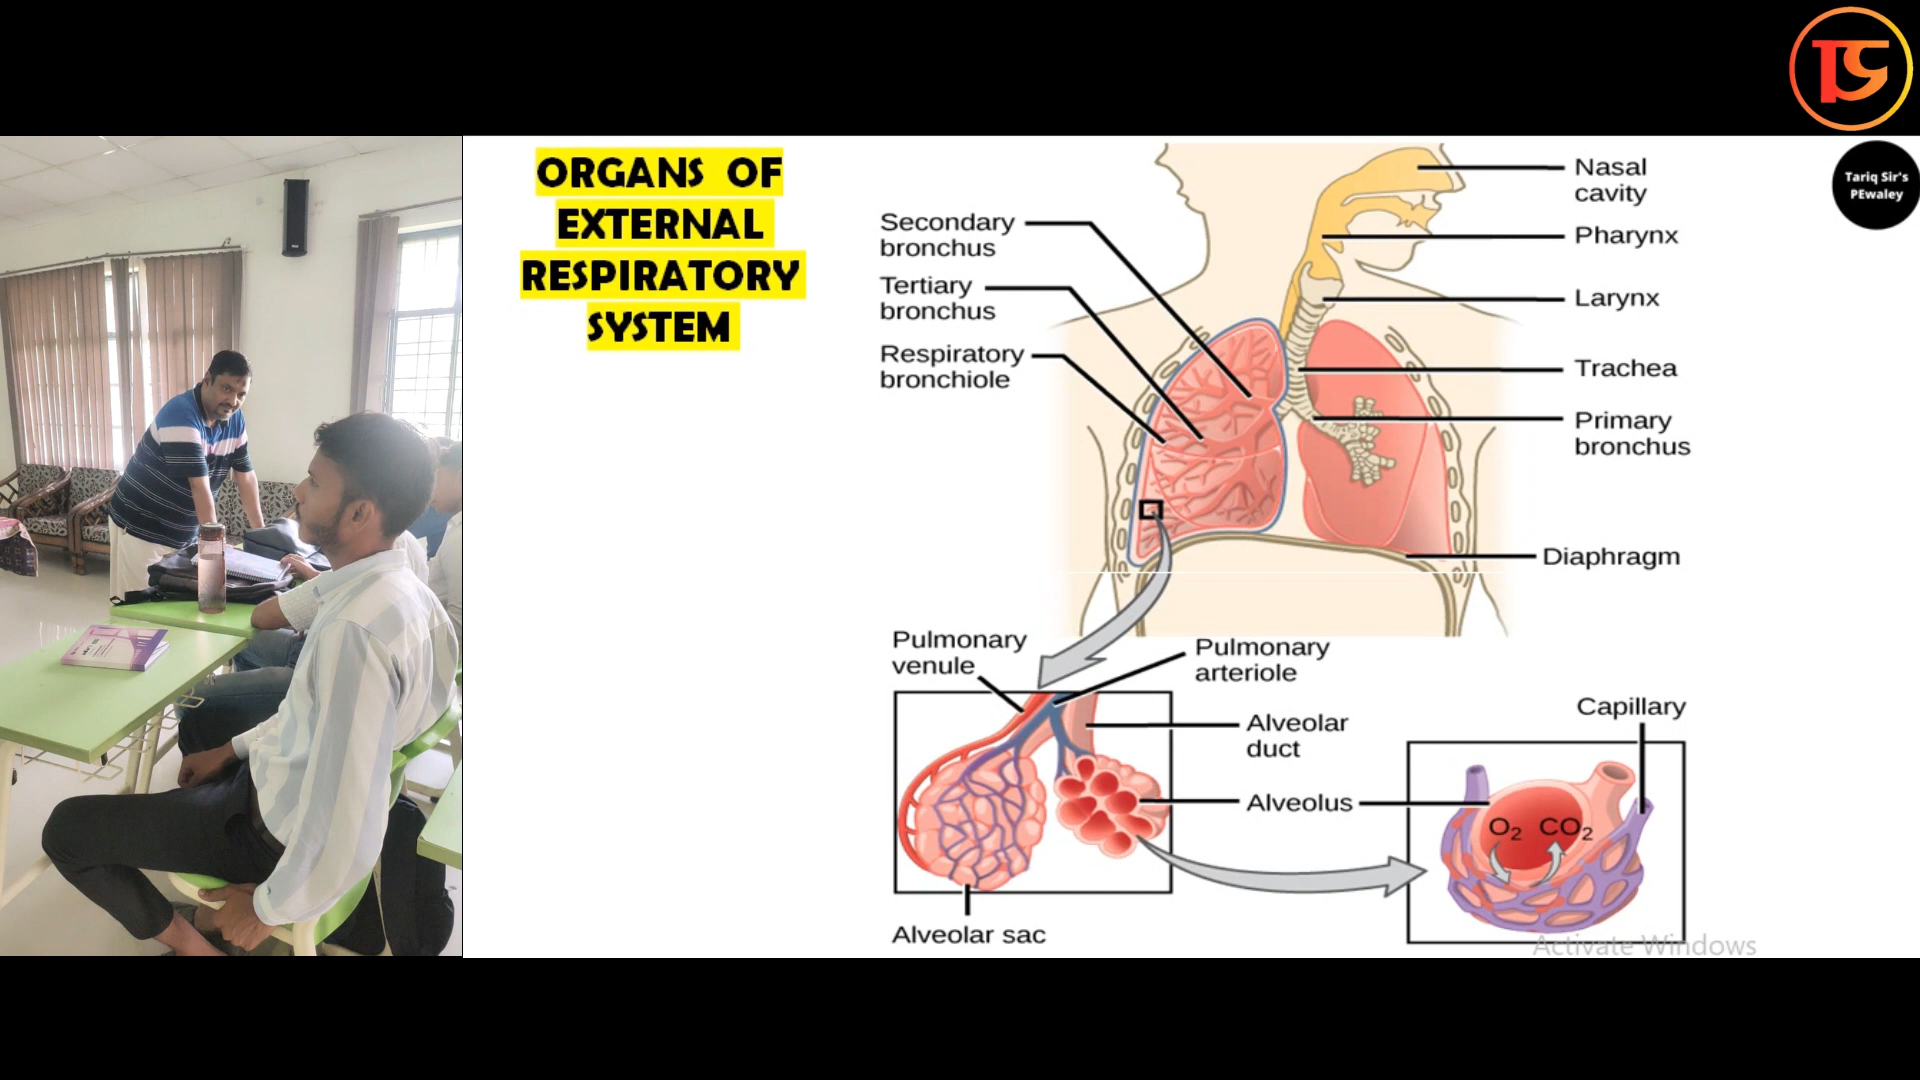 ORGANS OF
EXTERNAL
RESPIRATORY
SYSTEM
Secondary
bronchus
Tertiary
bronchus
Respiratory
bronchiole
Nasal
cavity
Pharynx
Larynx
Trachea
Primary
bronchus
Diaphragm
Pulmonary
venule
Pulmonary
arteriole
Alveolar
duct
Alveolus
Alveolar sac
Capillary
O₂ CO₂
Activate Windows
Tariq Sir's
PEwaley